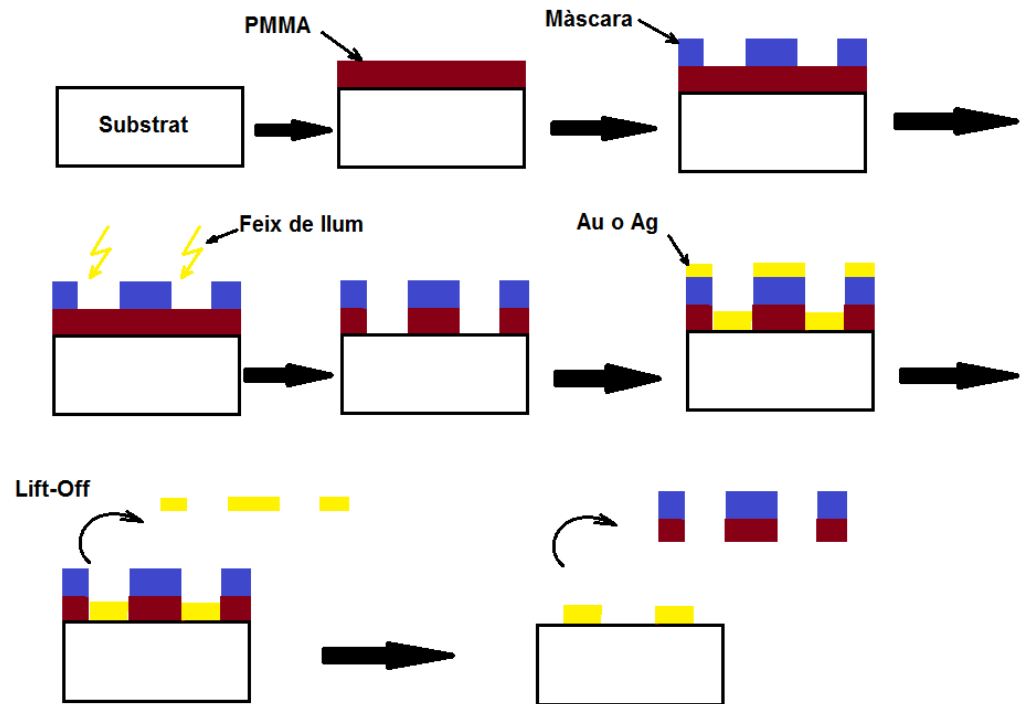 PMMA
Màscara
Substrat
Feix de llum
Au o Ag
Lift-Off